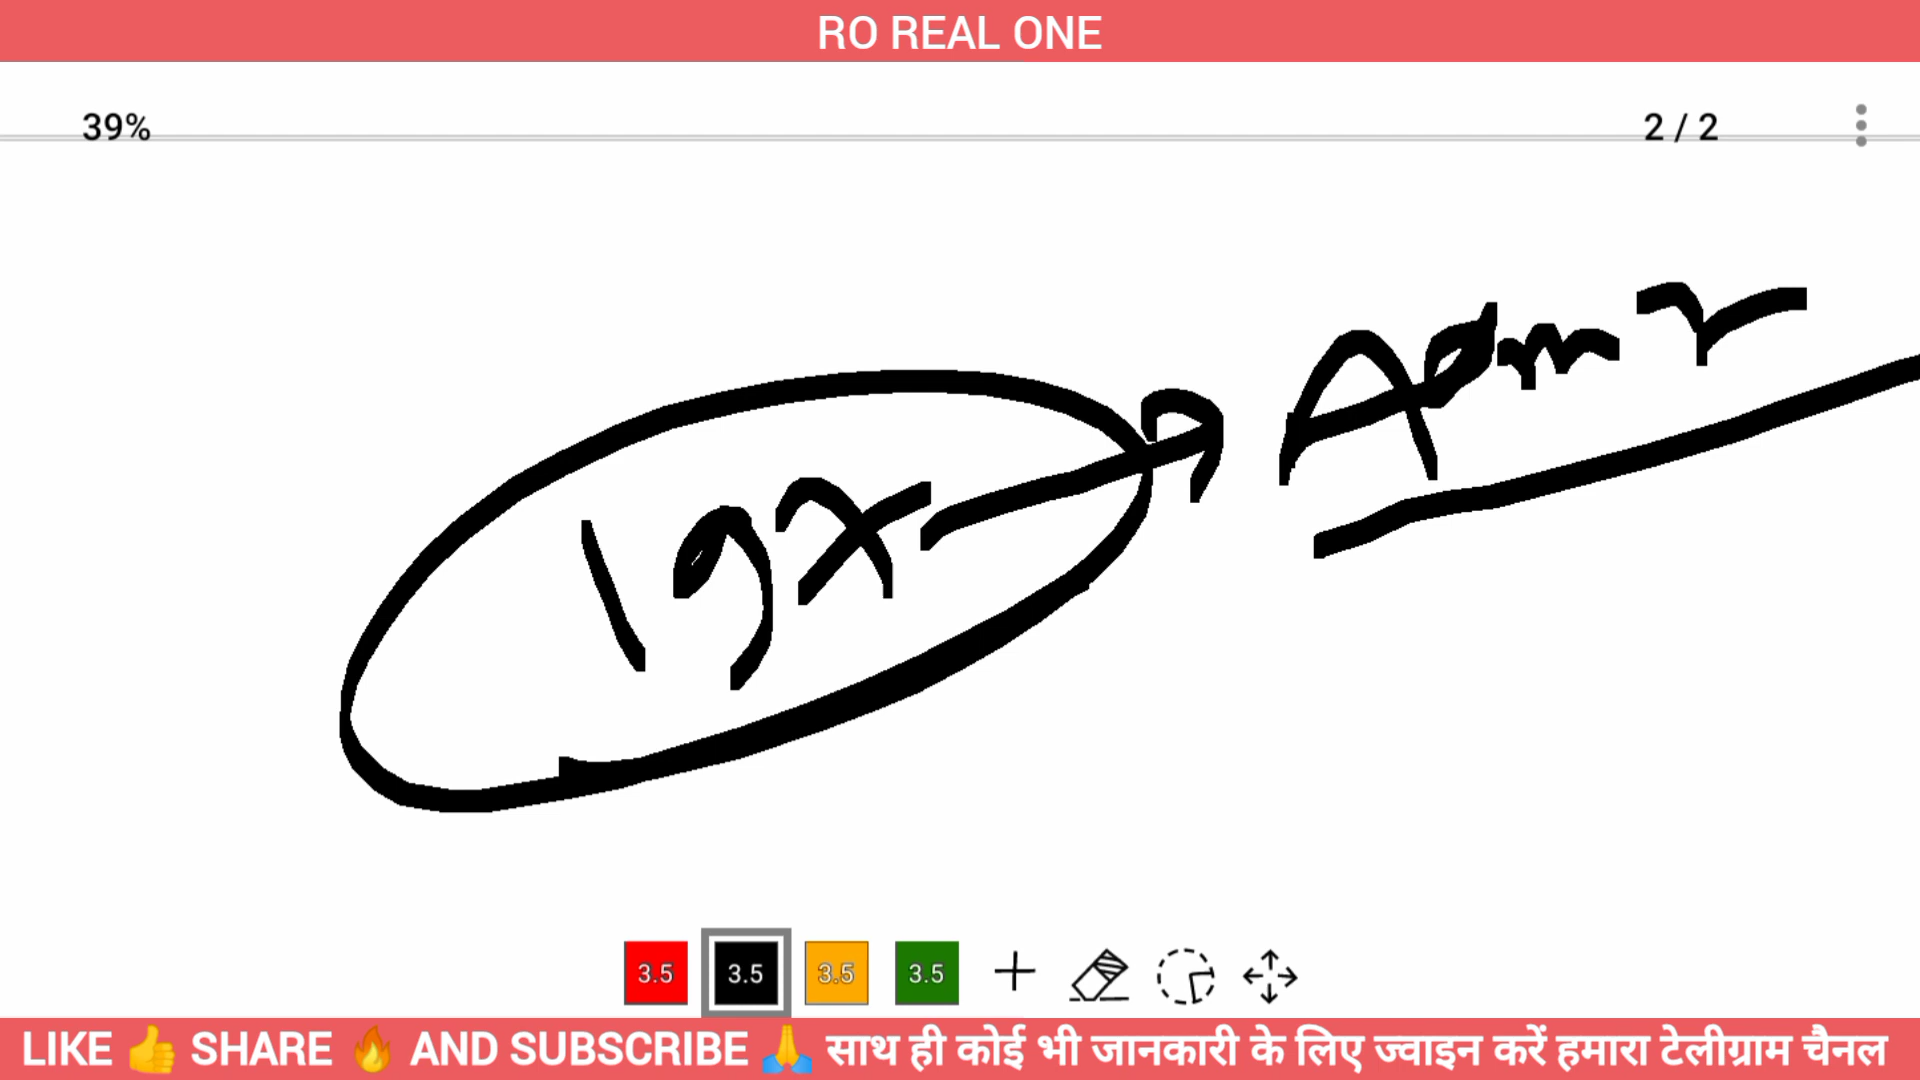 RO REAL ONE
39%
2 / 2
3.5 3.5 3.5 3.5
LIKE 👍 SHARE 🔥 AND SUBSCRIBE 🙏 साथ ही कोई भी जानकारी के लिए ज्वाइन करें हमारा टेलीग्राम चैनल